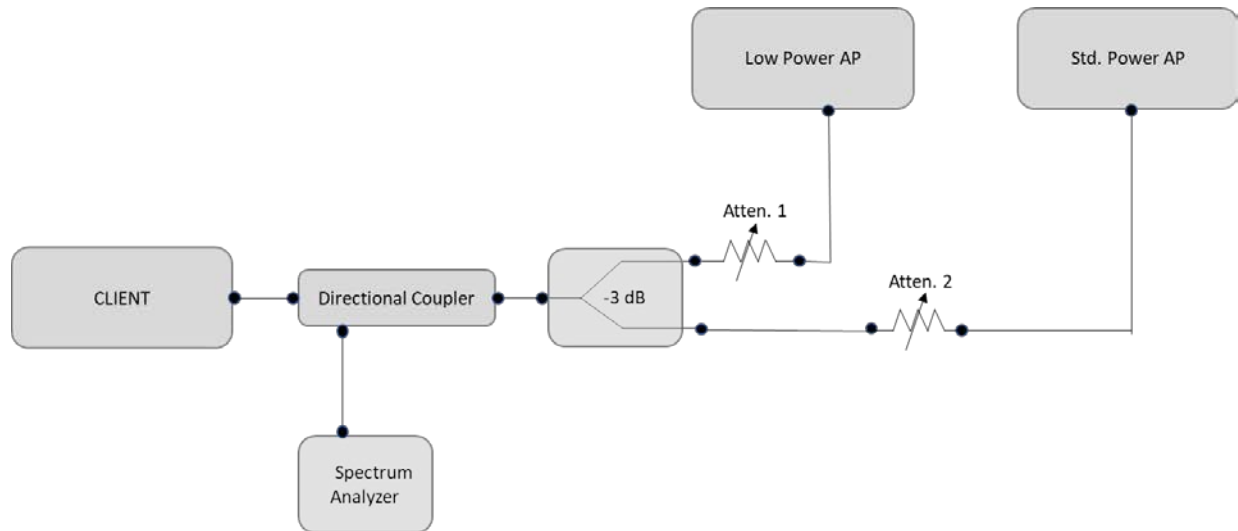 Low Power AP
Std. Power AP
Atten. 1
Atten. 2
CLIENT
Directional Coupler
-3 dB
Spectrum
Analyzer